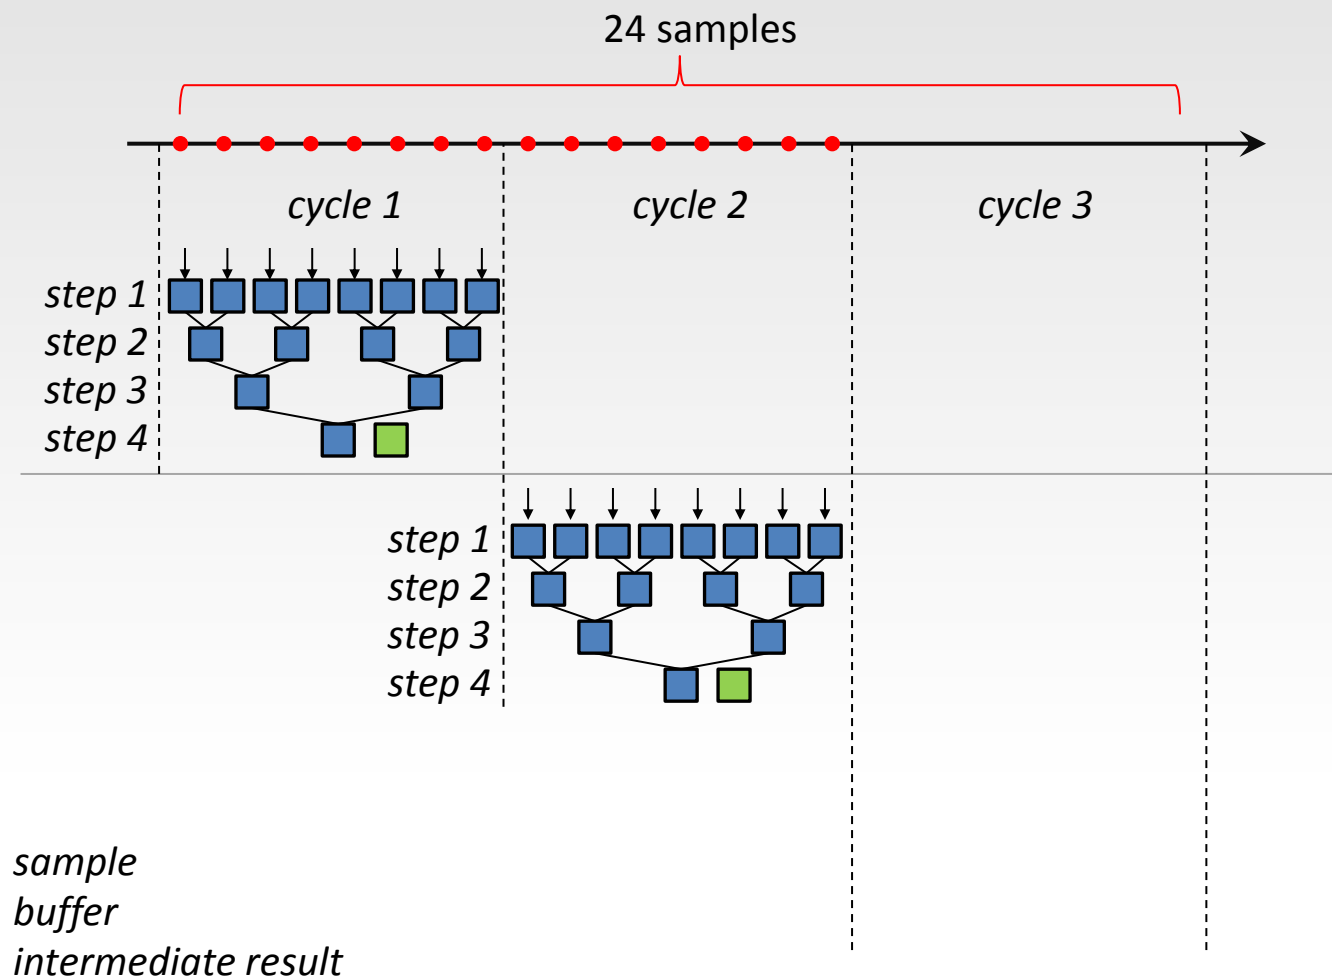 24 samples
cycle 1
cycle 2
cycle 3
step 1
step 2
step 3
step 4
step 1
step 2
step 3
step 4
sample
buffer
intermediate result